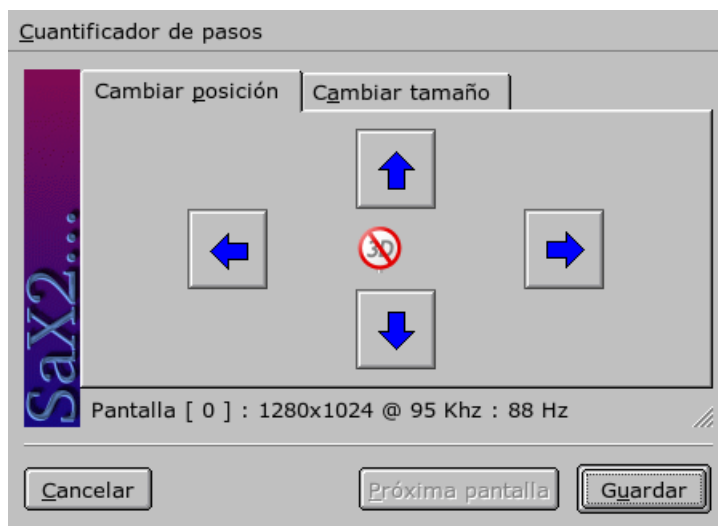 Cuantificador de pasos
Cambiar posición
Cambiar tamaño
3D
SaX2...
Pantalla [ 0 ] : 1280x1024 @ 95 Khz : 88 Hz
Cancelar
Próxima pantalla
Guardar